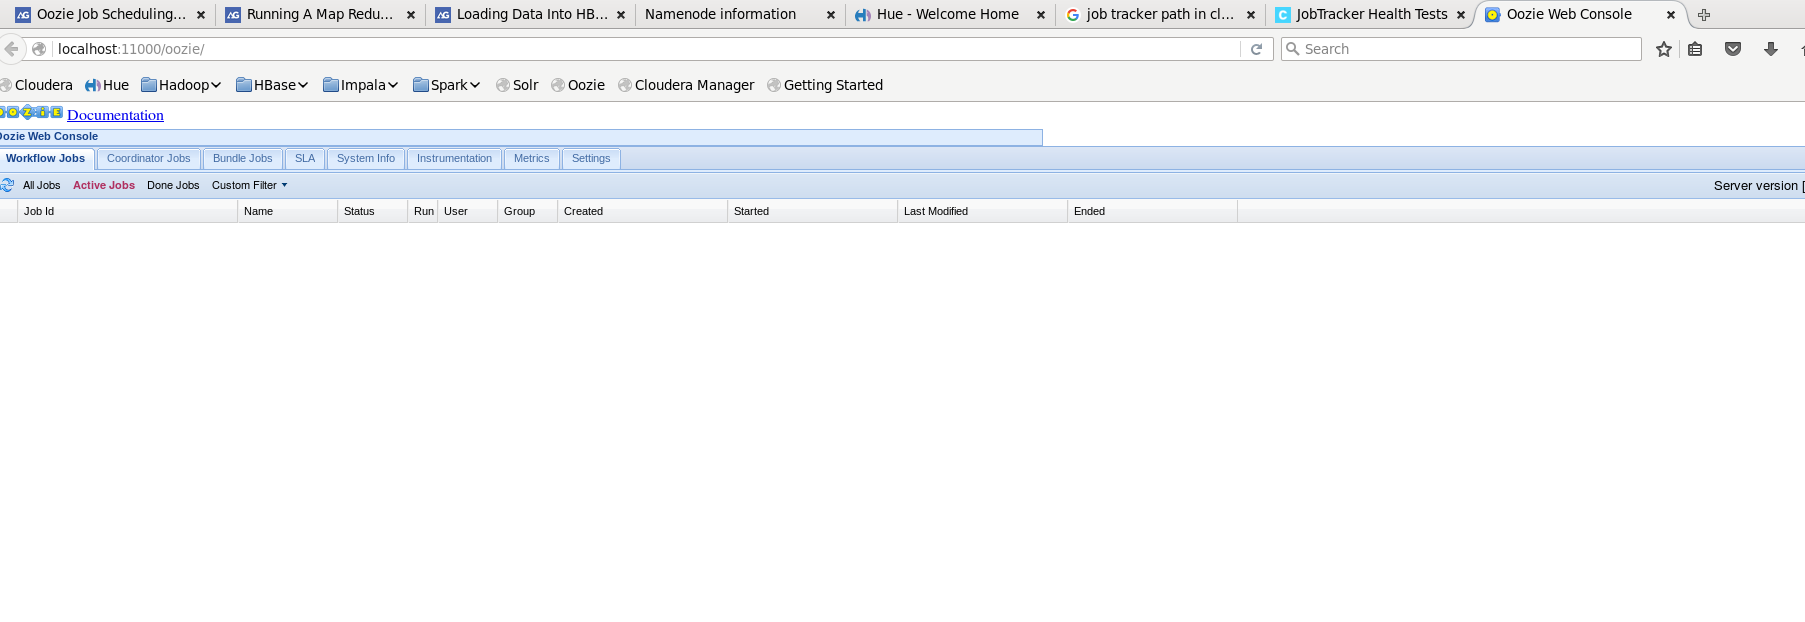 Oozie Job Scheduling... Running A Map Redu... Loading Data Into HB... Namenode information Hue - Welcome Home job tracker path in cl... JobTracker Health Tests Oozie Web Console
localhost:11000/oozie/ Search
Cloudera Hue Hadoop HBase Impala Spark Solr Oozie Cloudera Manager Getting Started
OOZIE Documentation
Oozie Web Console
Workflow Jobs Coordinator Jobs Bundle Jobs SLA System Info Instrumentation Metrics Settings
All Jobs Active Jobs Done Jobs Custom Filter Server version [
Job Id Name Status Run User Group Created Started Last Modified Ended